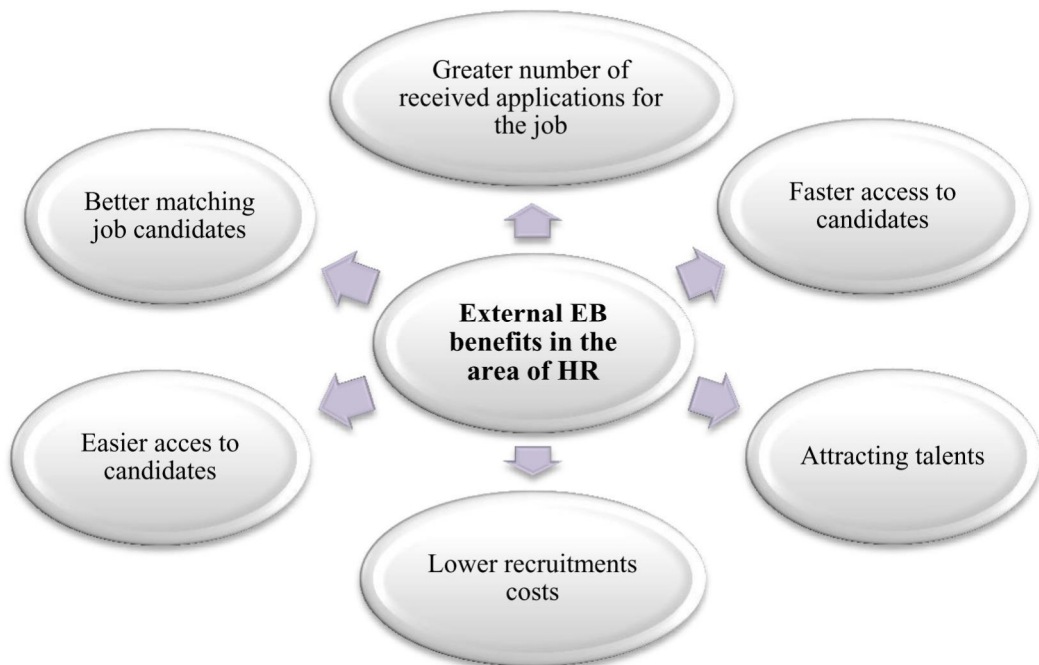 Greater number of
received applications for
the job
Better matching
job candidates
Faster access to
candidates
External EB
benefits in the
area of HR
Easier acces to
candidates
Attracting talents
Lower recruitments
costs